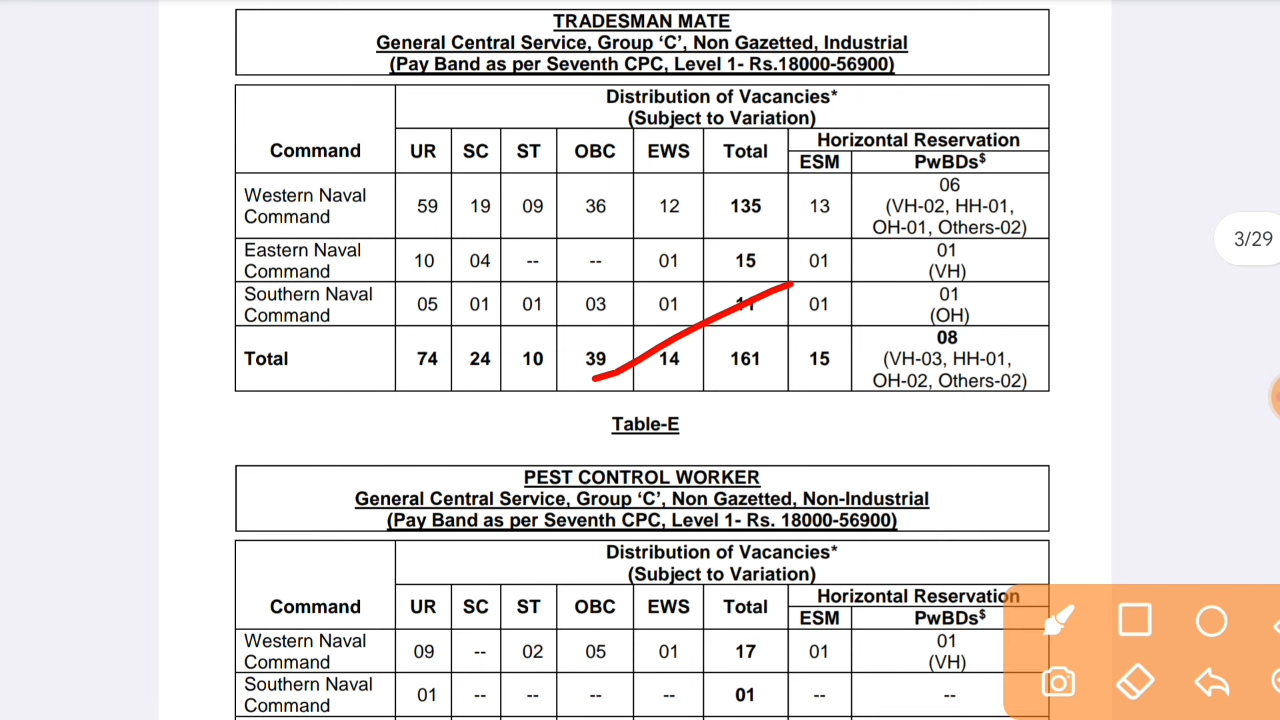 TRADESMAN MATE
General Central Service, Group ‘C’, Non Gazetted, Industrial
(Pay Band as per Seventh CPC, Level 1- Rs.18000-56900)
Command
Distribution of Vacancies*
(Subject to Variation)
UR SC ST OBC EWS Total Horizontal Reservation
ESM PwBDs$
Western Naval Command 59 19 09 36 12 135 13 06
(VH-02, HH-01,
OH-01, Others-02)
Eastern Naval Command 10 04 -- -- 01 15 01 01
(VH)
Southern Naval Command 05 01 01 03 01 11 01 01
(OH)
Total 74 24 10 39 14 161 15 08
(VH-03, HH-01,
OH-02, Others-02)
Table-E
PEST CONTROL WORKER
General Central Service, Group ‘C’, Non Gazetted, Non-Industrial
(Pay Band as per Seventh CPC, Level 1- Rs. 18000-56900)
Command
Distribution of Vacancies*
(Subject to Variation)
UR SC ST OBC EWS Total Horizontal Reservation
ESM PwBDs$
Western Naval Command 09 -- 02 05 01 17 01 01
(VH)
Southern Naval Command 01 -- -- -- -- 01 -- --
3/29